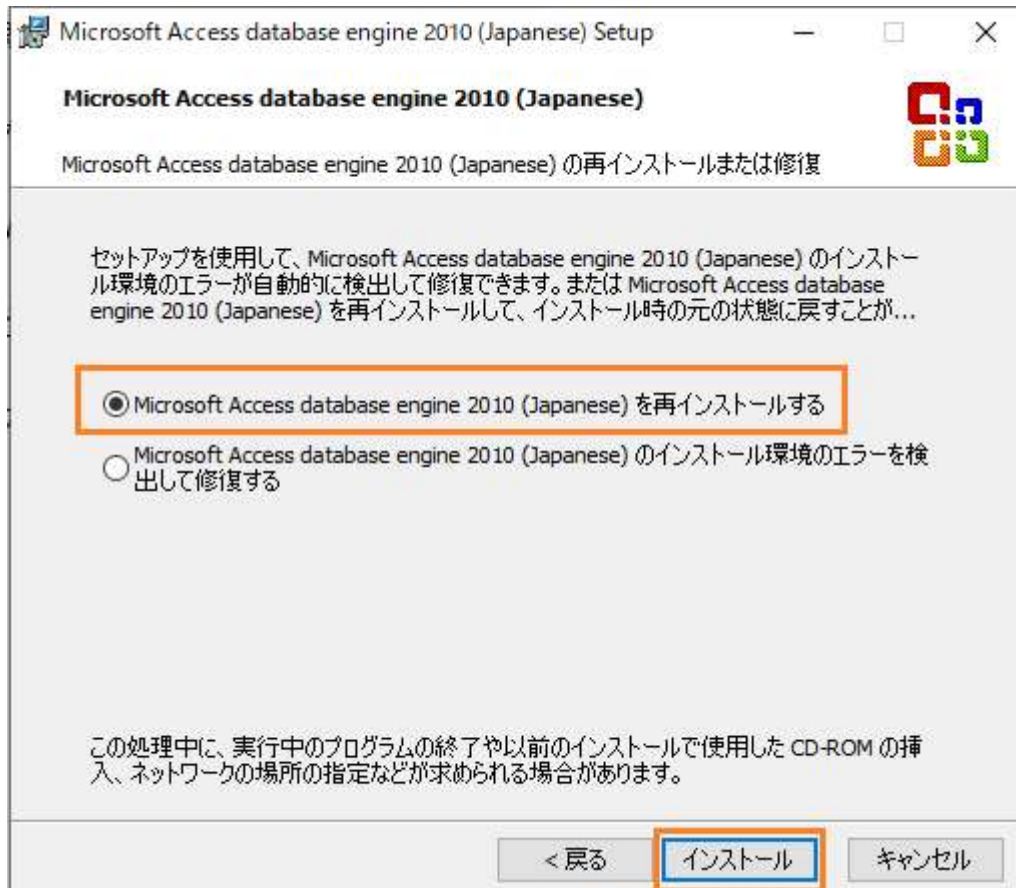 Microsoft Access database engine 2010 (Japanese) Setup
Microsoft Access database engine 2010 (Japanese)
Microsoft Access database engine 2010 (Japanese) の再インストールまたは修復
セットアップを使用して、Microsoft Access database engine 2010 (Japanese) のインストー
ル環境のエラーが自動的に検出して修復できます。または Microsoft Access database
engine 2010 (Japanese) を再インストールして、インストール時の元の状態に戻すことが...
Microsoft Access database engine 2010 (Japanese) を再インストールする
Microsoft Access database engine 2010 (Japanese) のインストール環境のエラーを検
出して修復する
この処理中に、実行中のプログラムの終了や以前のインストールで使用した CD-ROM の挿
入、ネットワークの場所の指定などが求められる場合があります。
< 戻る インストール キャンセル